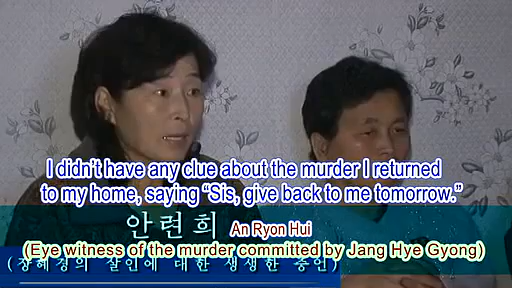 I didn't have any clue about the murder I returned
to my home, saying “Sis, give back to me tomorrow.”
안련희 An Ryon Hui
(Eye witness of the murder committed by Jang Hye Gyong)
(장혜경의 살인에 대한 생생한 증언)